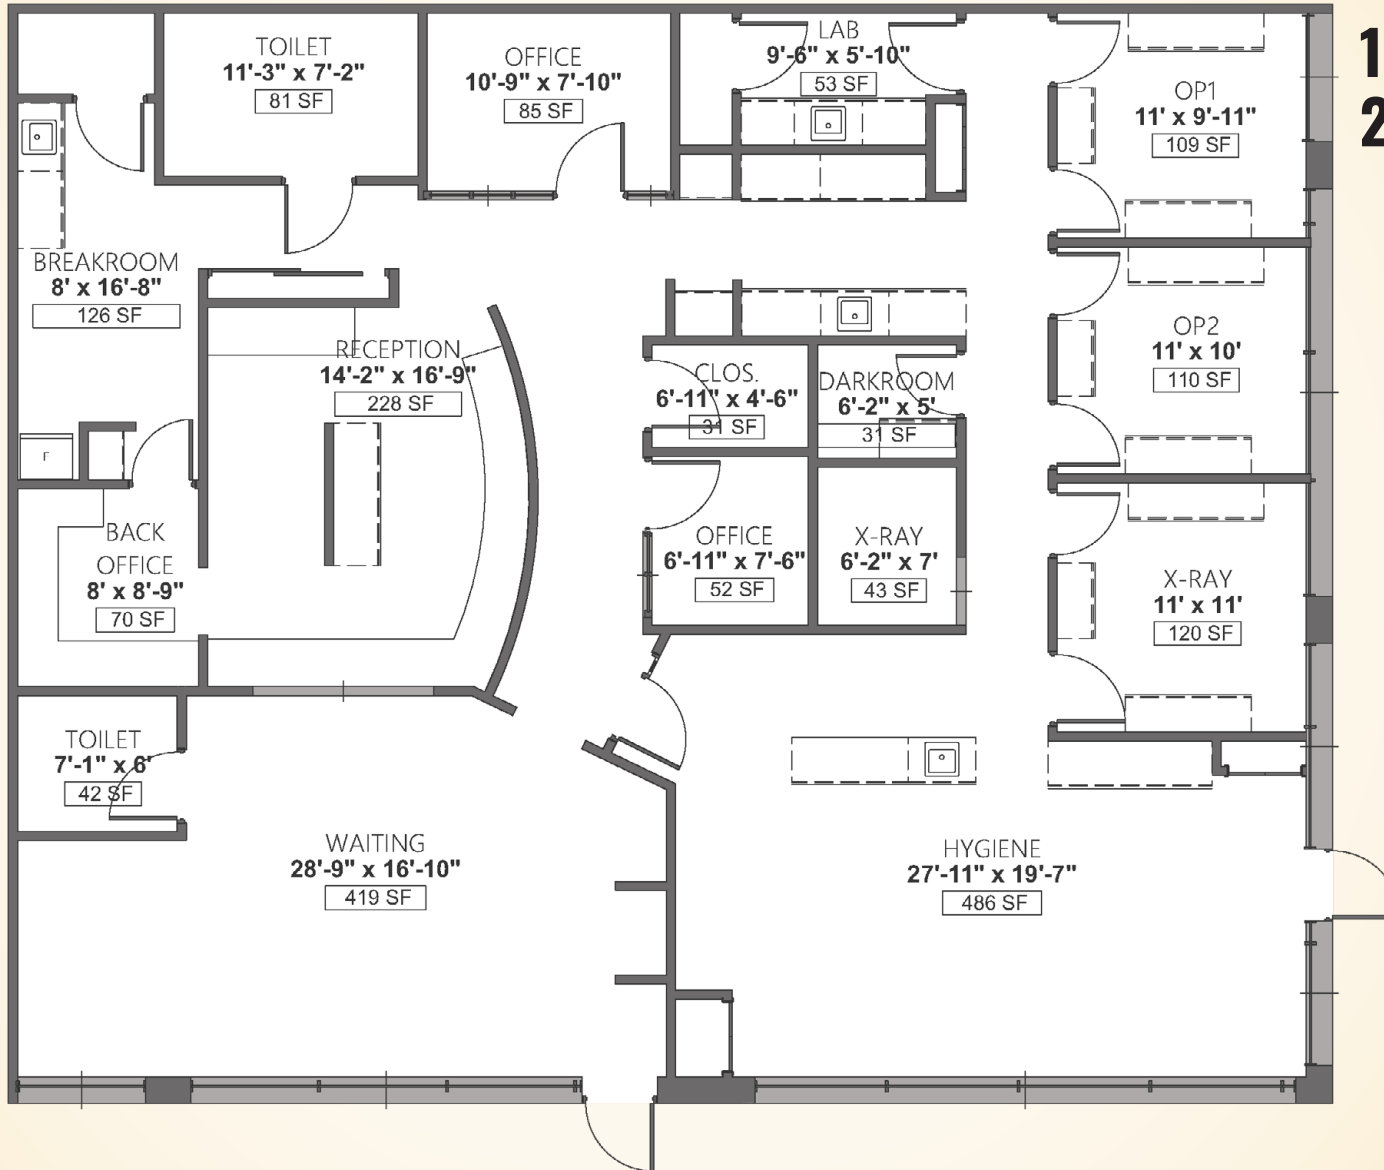 TOILET
11'-3" x 7'-2"
81 SF
OFFICE
10'-9" x 7'-10"
85 SF
LAB
9'-6" x 5'-10"
53 SF
OP1
11' x 9'-11"
109 SF
1
2
BREAKROOM
8' x 16'-8"
126 SF
RECEPTION
14'-2" x 16'-9"
228 SF
CLOS.
6'-11" x 4'-6"
31 SF
DARKROOM
6'-2" x 5'
31 SF
OP2
11' x 10'
110 SF
F
BACK
OFFICE
8' x 8'-9"
70 SF
OFFICE
6'-11" x 7'-6"
52 SF
X-RAY
6'-2" x 7'
43 SF
X-RAY
11' x 11'
120 SF
TOILET
7'-1" x 6'
42 SF
WAITING
28'-9" x 16'-10"
419 SF
HYGIENE
27'-11" x 19'-7"
486 SF